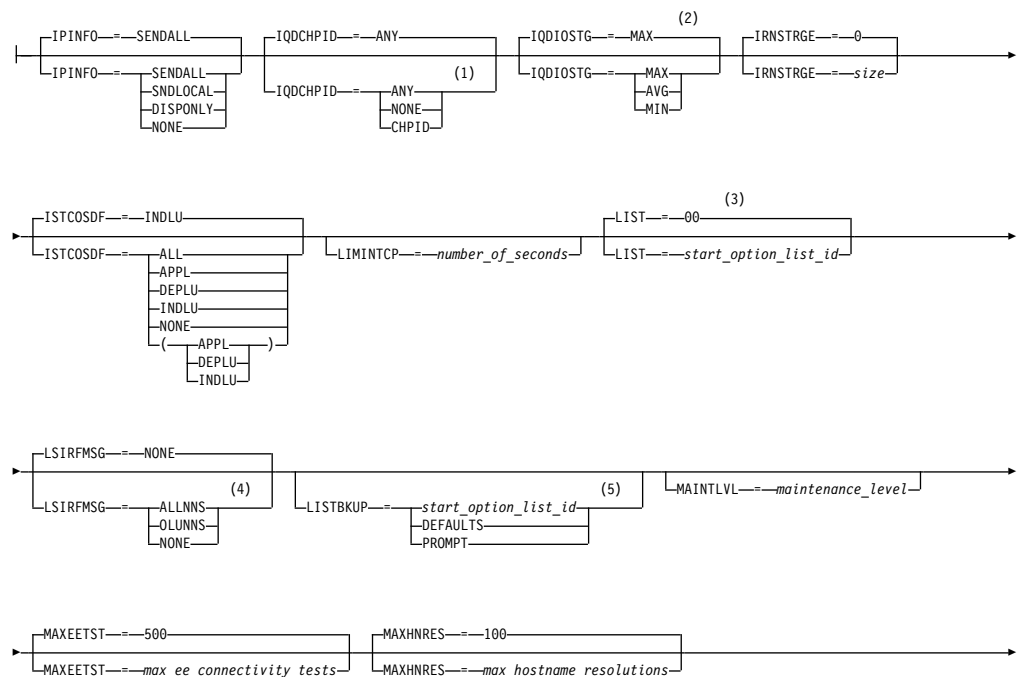 (2)
IPINFO = SENDALL IQDCHPID = ANY IQDIOSTG = MAX IRNSTRGE = 0
IPINFO = SENDALL (1) IQDIOSTG = MAX IRNSTRGE = size
SNDLOCAL IQDCHPID = ANY AVG
DISPONLY NONE MIN
NONE CHPID
(3)
ISTCOSDF = INDLU LIST = 00
ISTCOSDF = ALL LIMINTCP = number_of_seconds LIST = start_option_list_id
APPL
DEPLU
INDLU
NONE
( APPL )
DEPLU
INDLU
LSIRFMSG = NONE
(4) (5) MAINTLVL = maintenance_level
LSIRFMSG = ALLNNS LISTBKUP = start_option_list_id
OLUNNS DEFAULTS
NONE PROMPT
MAXEETST = 500 MAXHNRES = 100
MAXEETST = max ee connectivity tests MAXHNRES = max hostname resolutions